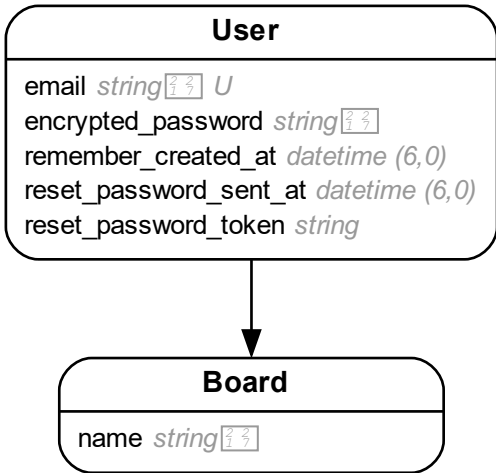 User
email string∗ U
encrypted_password string∗
remember_created_at datetime (6,0)
reset_password_sent_at datetime (6,0)
reset_password_token string
Board
name string∗